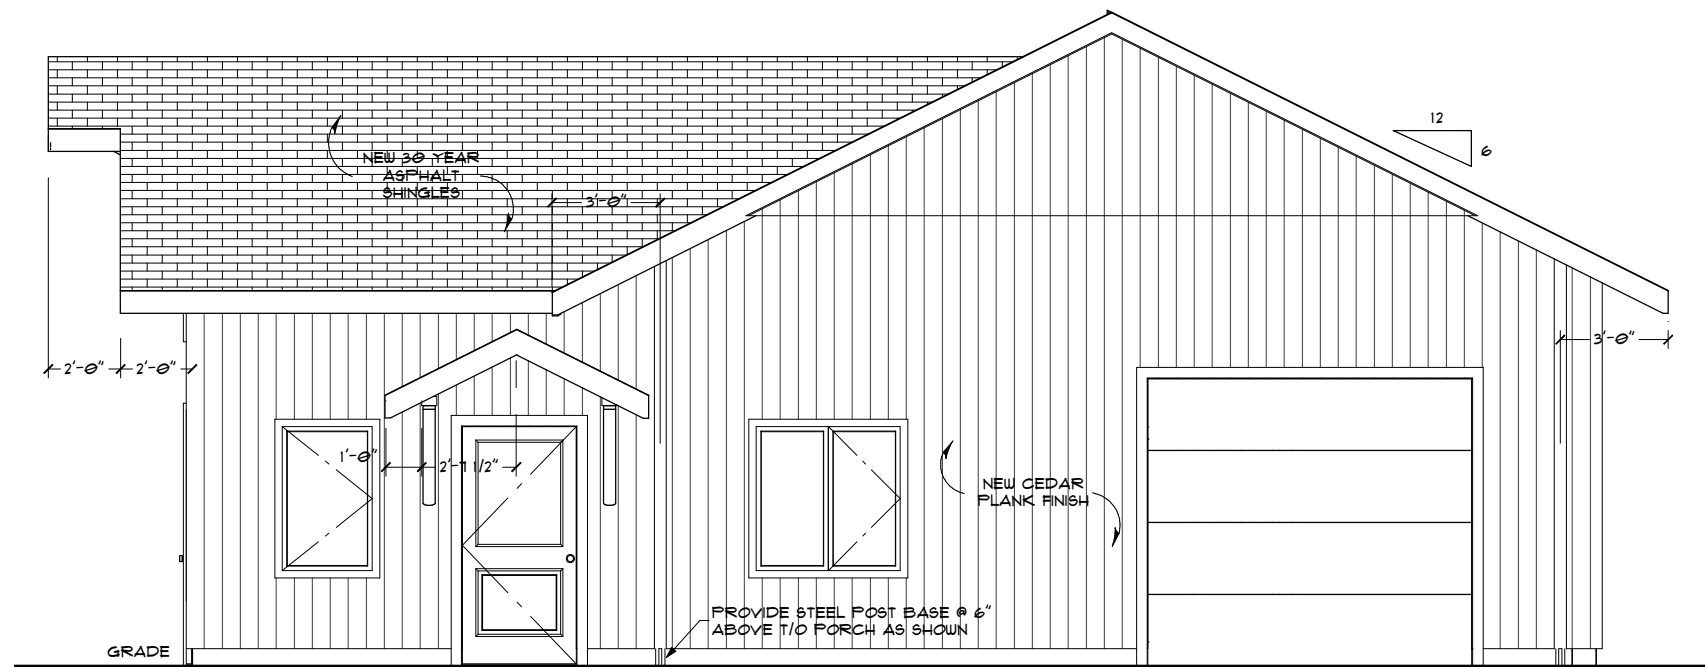 12
6
NEW 30 YEAR
ASPHALT
SHINGLES
3'-0"
3'-0"
2'-0"
2'-0"
1'-0"
2'-7 1/2"
NEW CEDAR
PLANK FINISH
PROVIDE STEEL POST BASE @ 6"
ABOVE T/O PORCH AS SHOWN
GRADE